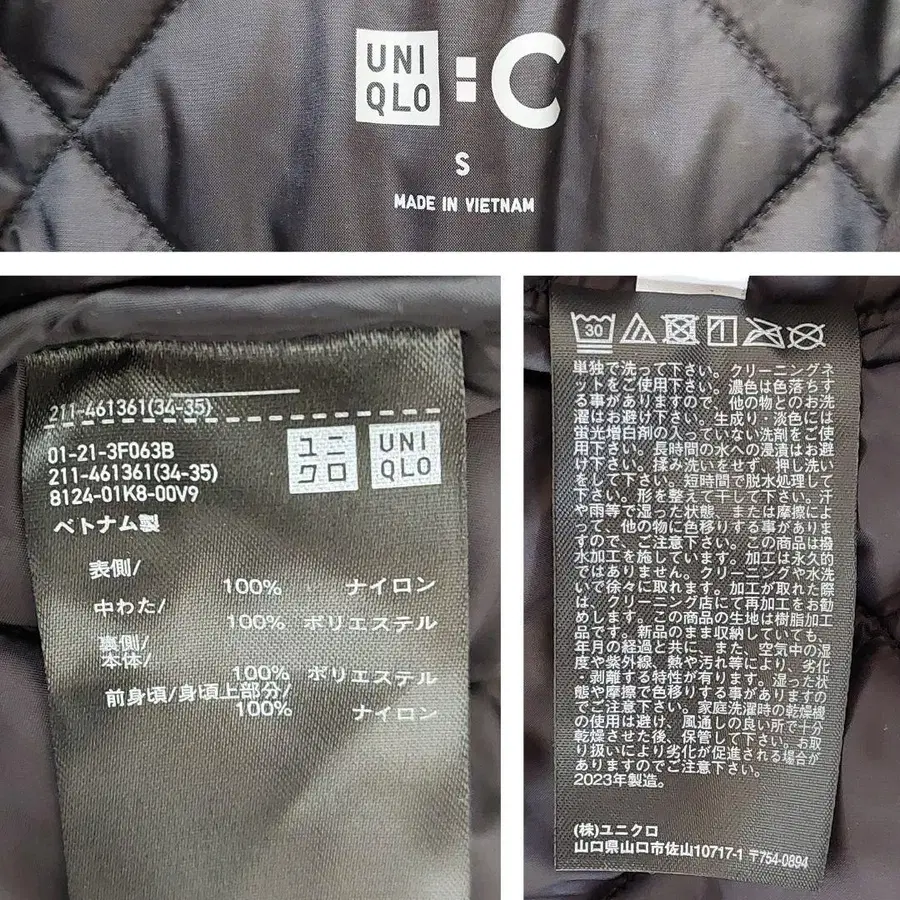 UNI
QLO
:C
S
MADE IN VIETNAM
211-461361(34-35)
01-21-3F063B
211-461361(34-35)
8124-01K8-00V9
ユニ
クロ
UNI
QLO
ベトナム製
表側/
100% ナイロン
中わた/
100% ポリエステル
裏側/
本体/
100% ポリエステル
前身頃/身頃上部分/
100% ナイロン
30
単独で洗って下さい。クリーニングネ
ットをご使用下さい。濃色は色落ちす
る事がありますので、他の物とのお洗
濯はお避け下さい。生成り・淡色には
蛍光増白剤の入っていない洗剤をご使
用下さい。長時間の水への浸漬はお避
け下さい。揉み洗いをせず、押し洗い
をして下さい。短時間で脱水処理して
下さい。形を整えて干して下さい。汗
や雨等で湿った状態、または摩擦によ
って、他の物に色移りする事がありま
すので、ご注意下さい。この商品は撥
水加工を施しています。加工は永久的
ではありません。クリーニングや水洗
いで徐々に取れます。加工が取れた際
は、クリーニング店にて再加工をお勧
めします。この商品の生地は樹脂加工
品です。新品のまま収納していても、
年月の経過と共に、また、空気中の湿
度や紫外線、熱や汚れ等により、劣化
・剥離する特性が有ります。湿った状
態や摩擦で色移りする事がありますの
でご注意下さい。家庭洗濯時の乾燥機
の使用は避け、風通しの良い所で十分
乾燥させた後、保管して下さい。お取
り扱いにより劣化が促進される場合が
ありますのでご注意下さい。
2023年製造。
(株)ユニクロ
山口県山口市佐山10717-1 〒754-0894